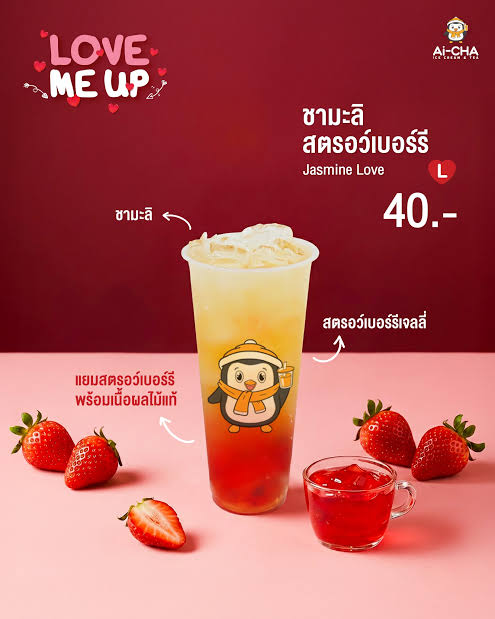 LOVE
ME UP
Ai-CHA
ICE CREAM & TEA
ชามะลิ
สตรอว์เบอร์รี
Jasmine Love
L
40.-
ชามะลิ
สตรอว์เบอร์รีเจลลี่
แยมสตรอว์เบอร์รี
พร้อมเนื้อผลไม้แท้